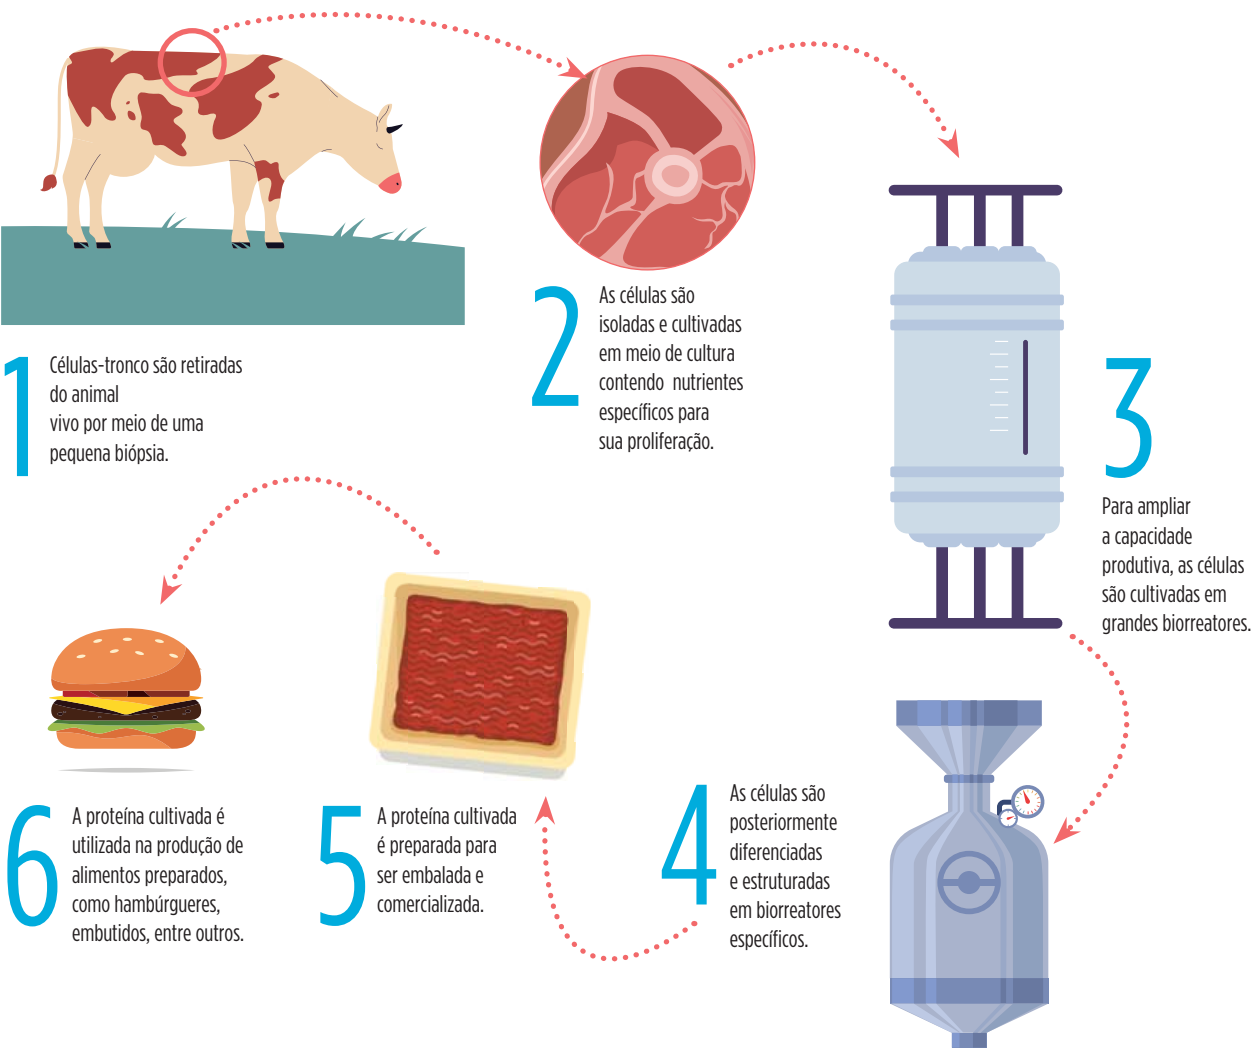 1
Células-tronco são retiradas
do animal
vivo por meio de uma
pequena biópsia.
2
As células são
isoladas e cultivadas
em meio de cultura
contendo nutrientes
específicos para
sua proliferação.
3
Para ampliar
a capacidade
produtiva, as células
são cultivadas em
grandes biorreatores.
4
As células são
posteriormente
diferenciadas
e estruturadas
em biorreatores
específicos.
5
A proteína cultivada
é preparada para
ser embalada e
comercializada.
6
A proteína cultivada é
utilizada na produção de
alimentos preparados,
como hambúrgueres,
embutidos, entre outros.